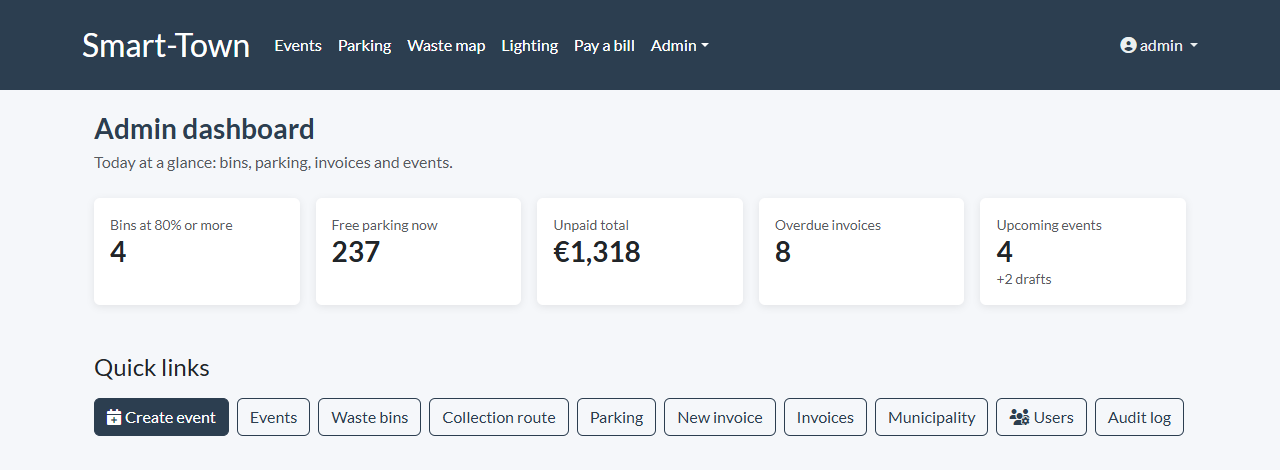 Smart-Town Events Parking Waste map Lighting Pay a bill Admin admin
Admin dashboard
Today at a glance: bins, parking, invoices and events.
Bins at 80% or more
4
Free parking now
237
Unpaid total
€1,318
Overdue invoices
8
Upcoming events
4
+2 drafts
Quick links
Create event Events Waste bins Collection route Parking New invoice Invoices Municipality Users Audit log